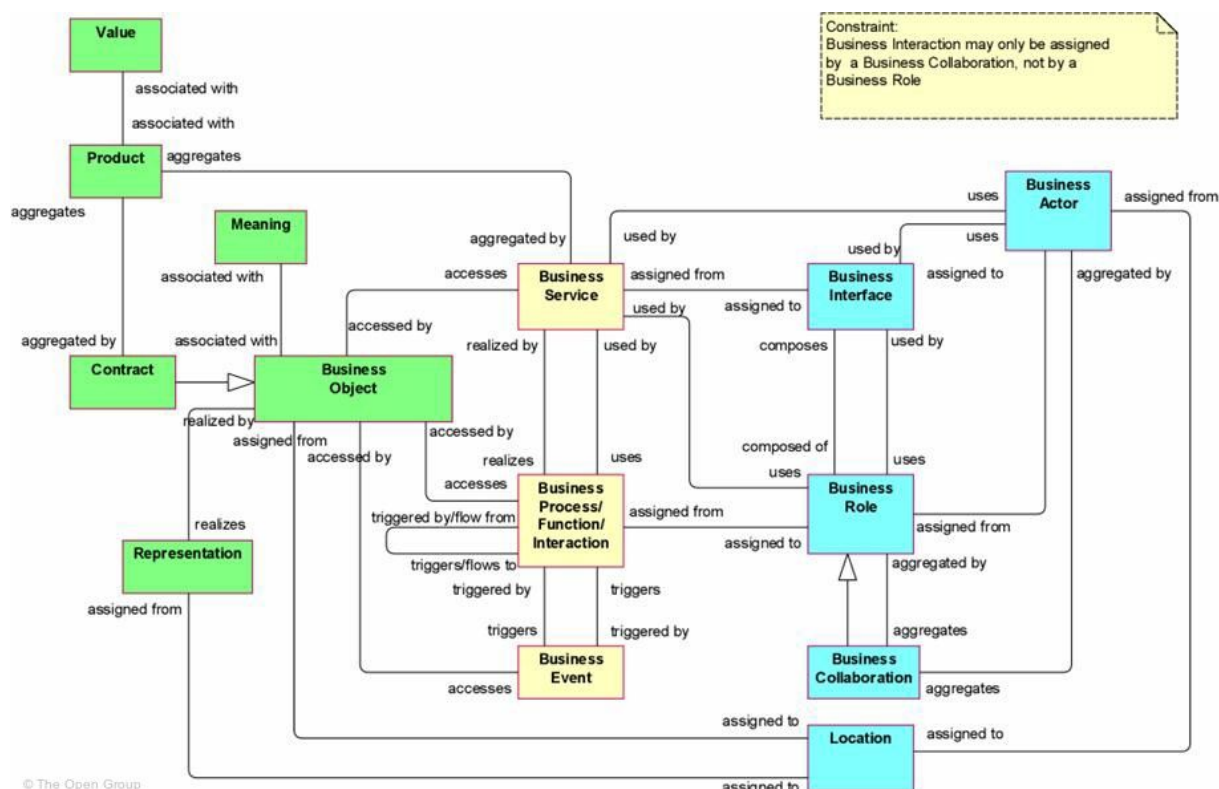 Value
Constraint:
Business Interaction may only be assigned
by a Business Collaboration, not by a
Business Role
associated with
associated with
Product
aggregates
Business
Actor
uses
assigned from
aggregates
Meaning
aggregated by
used by
used by
uses
associated with
accesses
Business
Service
assigned from
Business
Interface
assigned to
aggregated by
assigned to
used by
accessed by
aggregated by
associated with
realized by
used by
composes
used by
Contract
Business
Object
realized by
assigned from
accessed by
accessed by
composed of
realizes
uses
uses
uses
accesses
Business
Process/
Function/
Interaction
Business
Role
triggered by/flow from
assigned from
assigned from
realizes
assigned to
Representation
triggers/flows to
aggregated by
triggered by
triggers
assigned from
triggers
triggered by
aggregates
Business
Event
Business
Collaboration
accesses
aggregates
assigned to
Location
assigned to
assigned to
© The Open Group